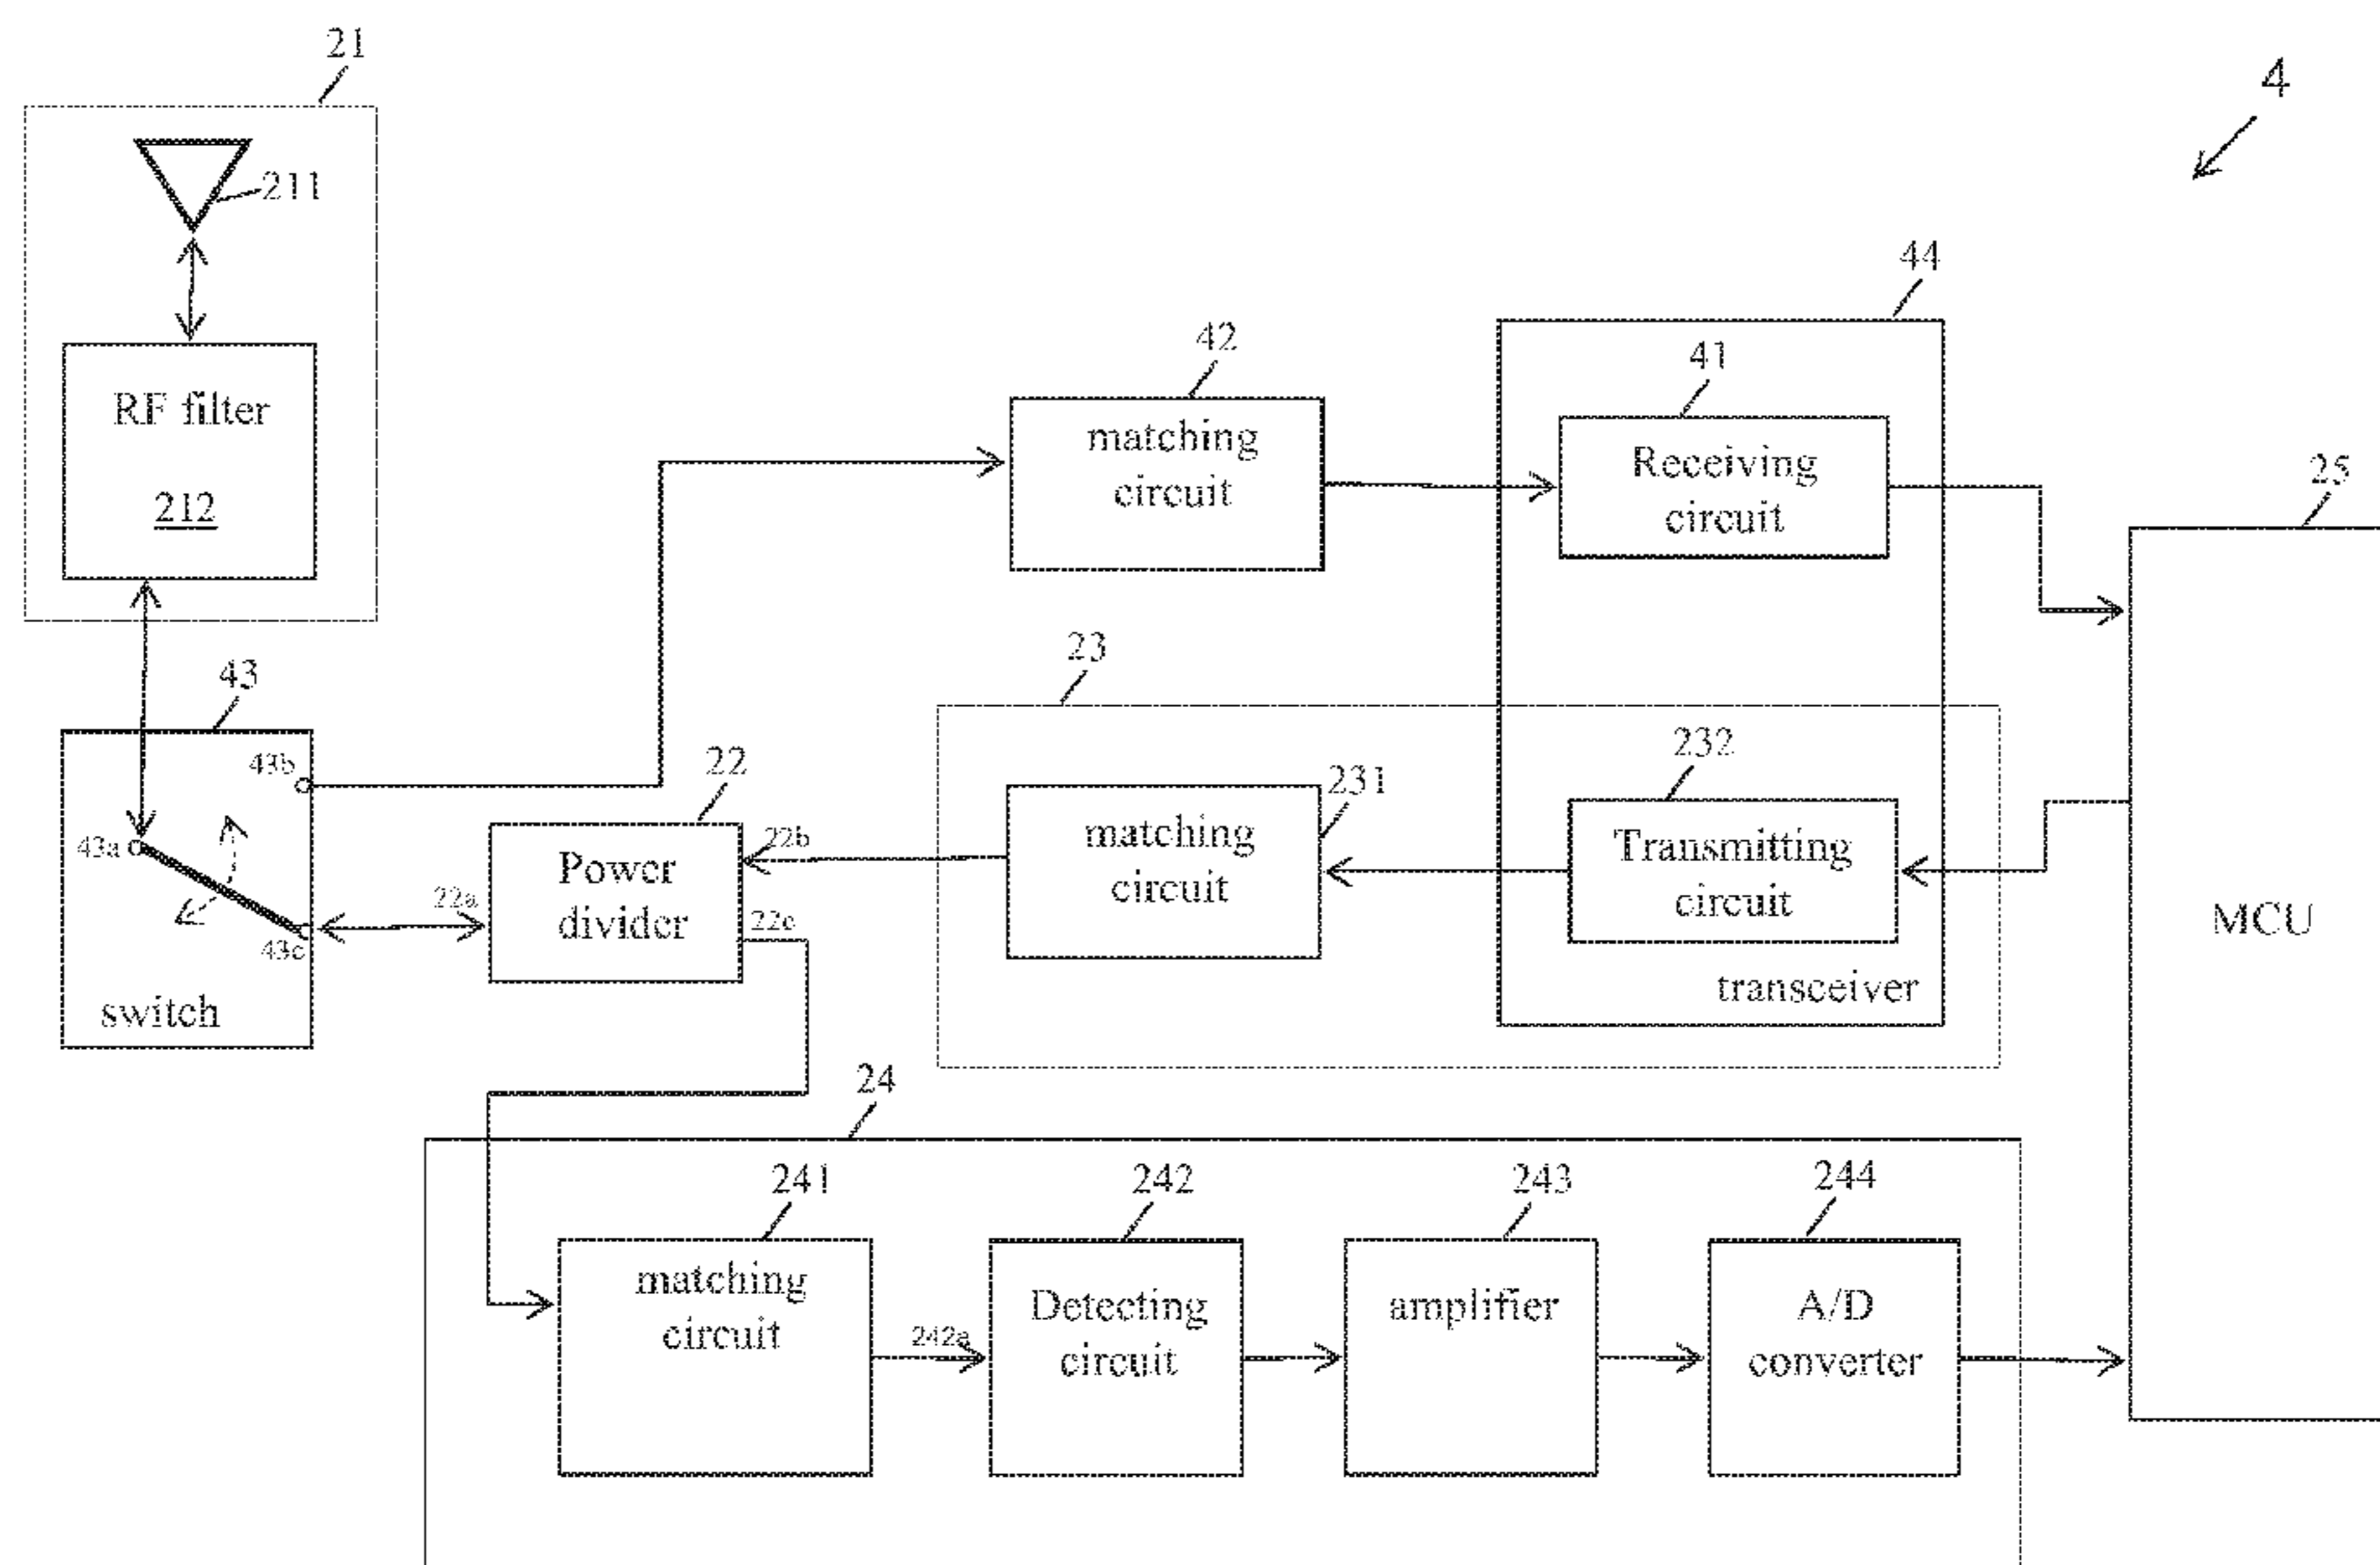 21
4
211
44
RF filter
212
42
matching
circuit
41
Receiving
circuit
25
23
43
43b
43a
43c
switch
22
22a
22b
22c
Power
divider
matching
circuit
231
232
Transmitting
circuit
transceiver
MCU
24
241
matching
circuit
242a
242
Detecting
circuit
243
amplifier
244
A/D
converter